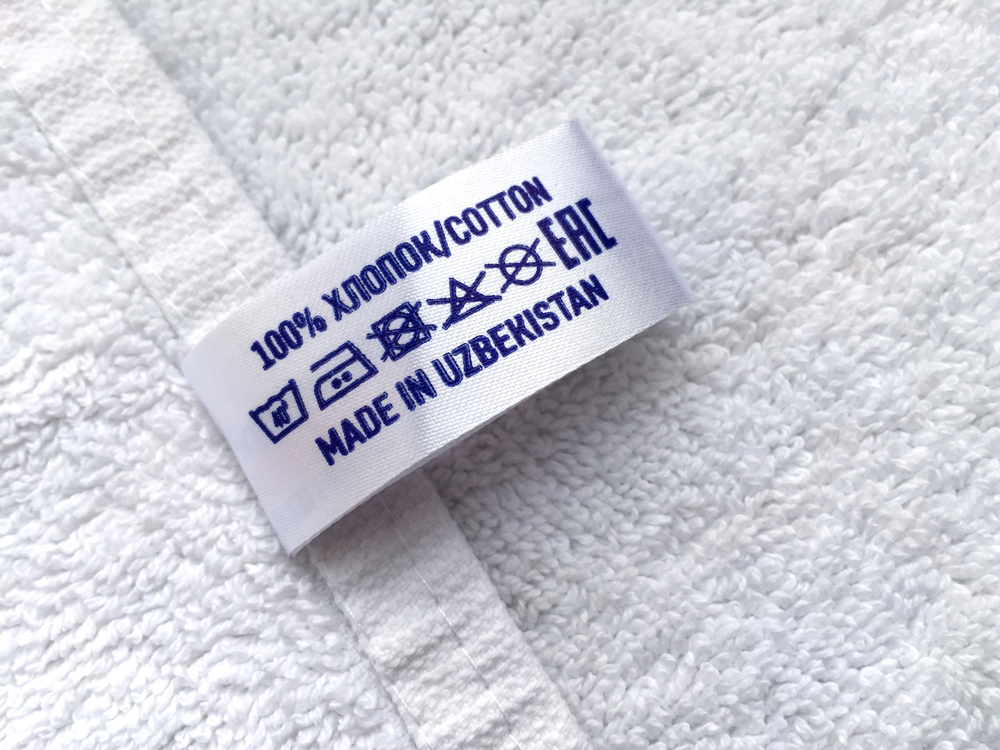 100% ХЛОПОК/COTTON
EAC
MADE IN UZBEKISTAN